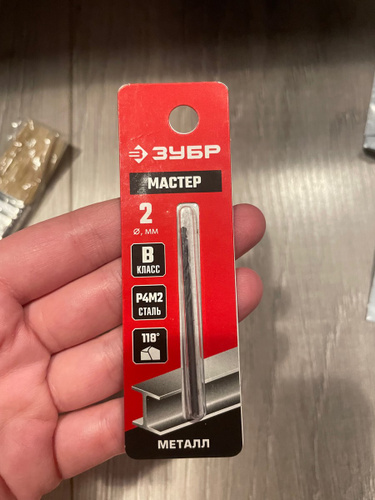 ЗУБР
МАСТЕР
2
Ø, мм
В
КЛАСС
Р4М2
СТАЛЬ
118°
МЕТАЛЛ